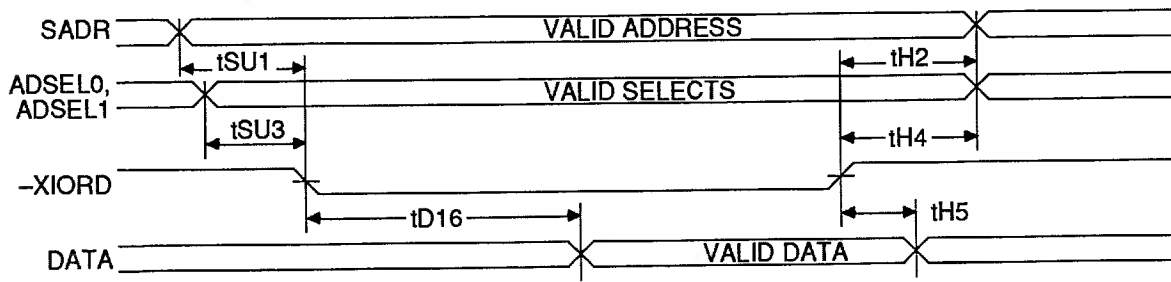 SADR VALID ADDRESS
tSU1 tH2
ADSEL0,
ADSEL1 VALID SELECTS
tSU3 tH4
–XIORD
tD16 tH5
DATA VALID DATA